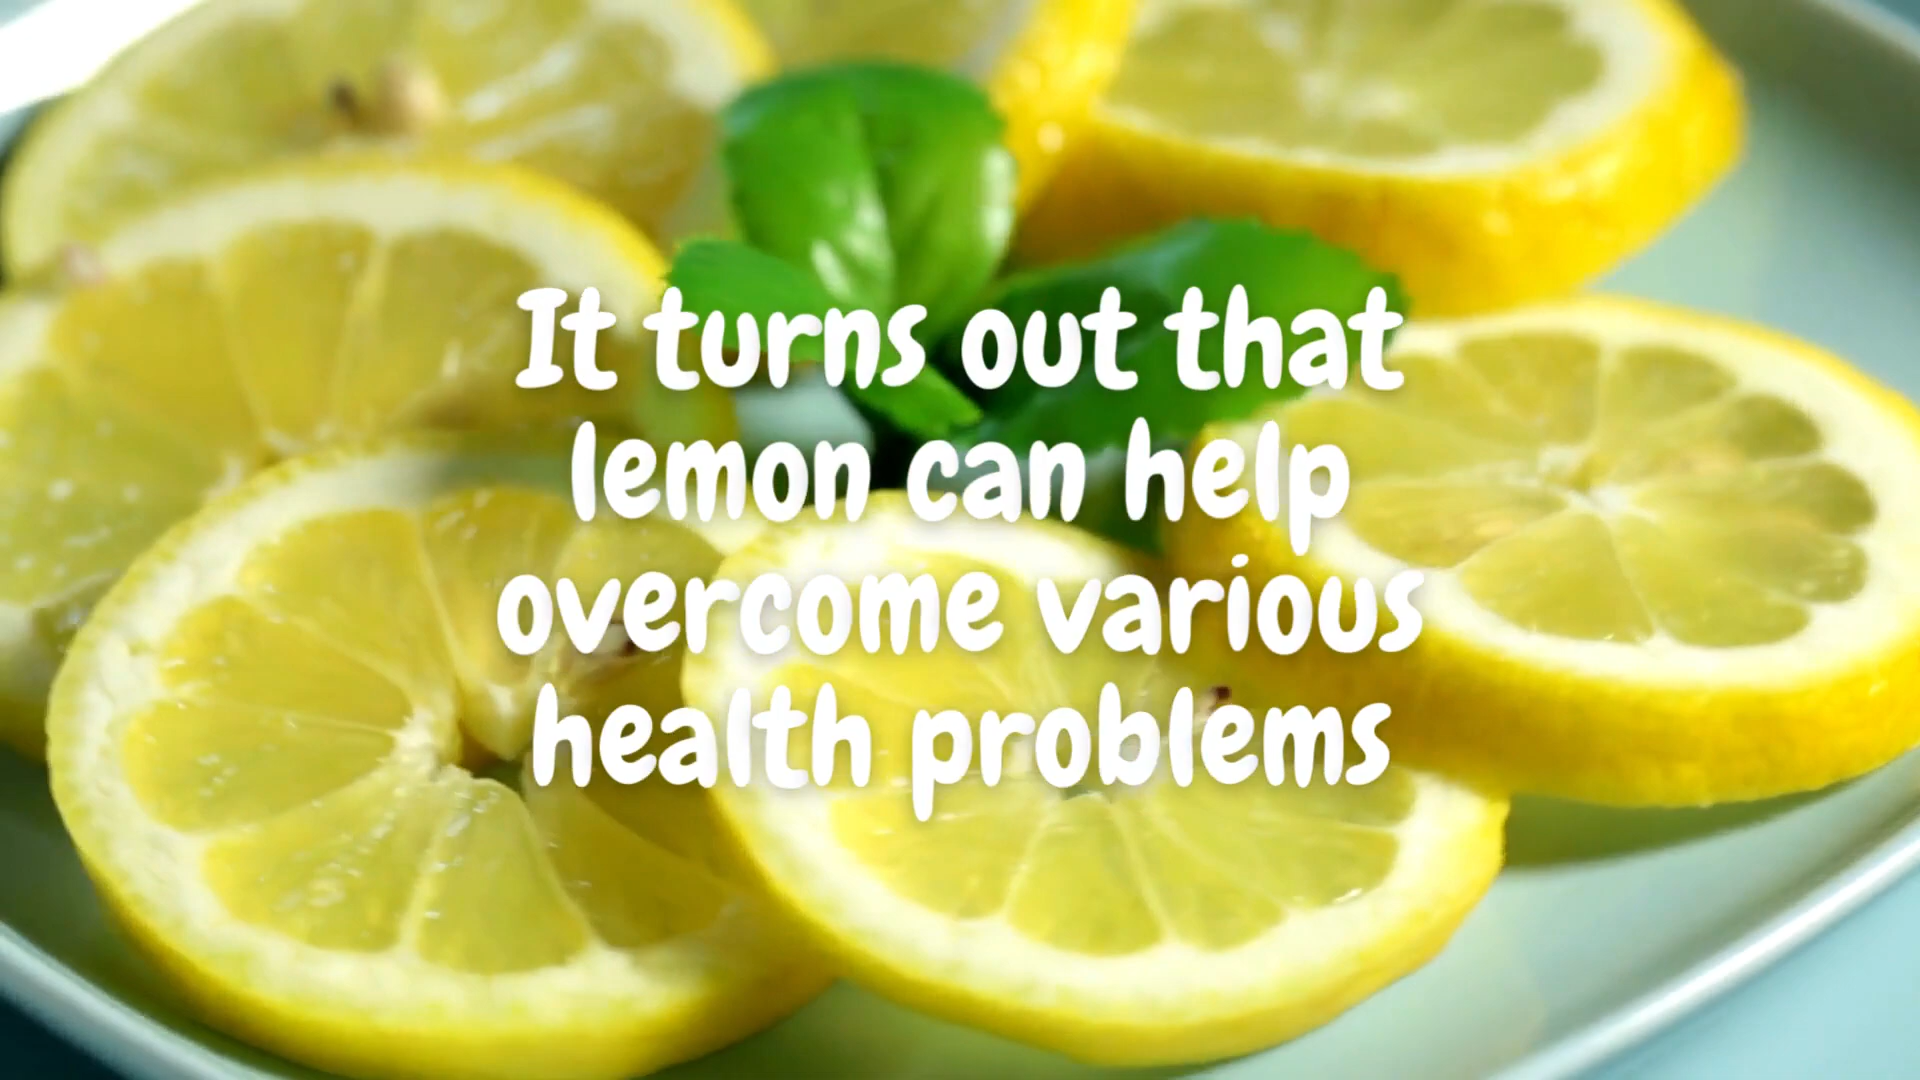 It turns out that
lemon can help
overcome various
health problems